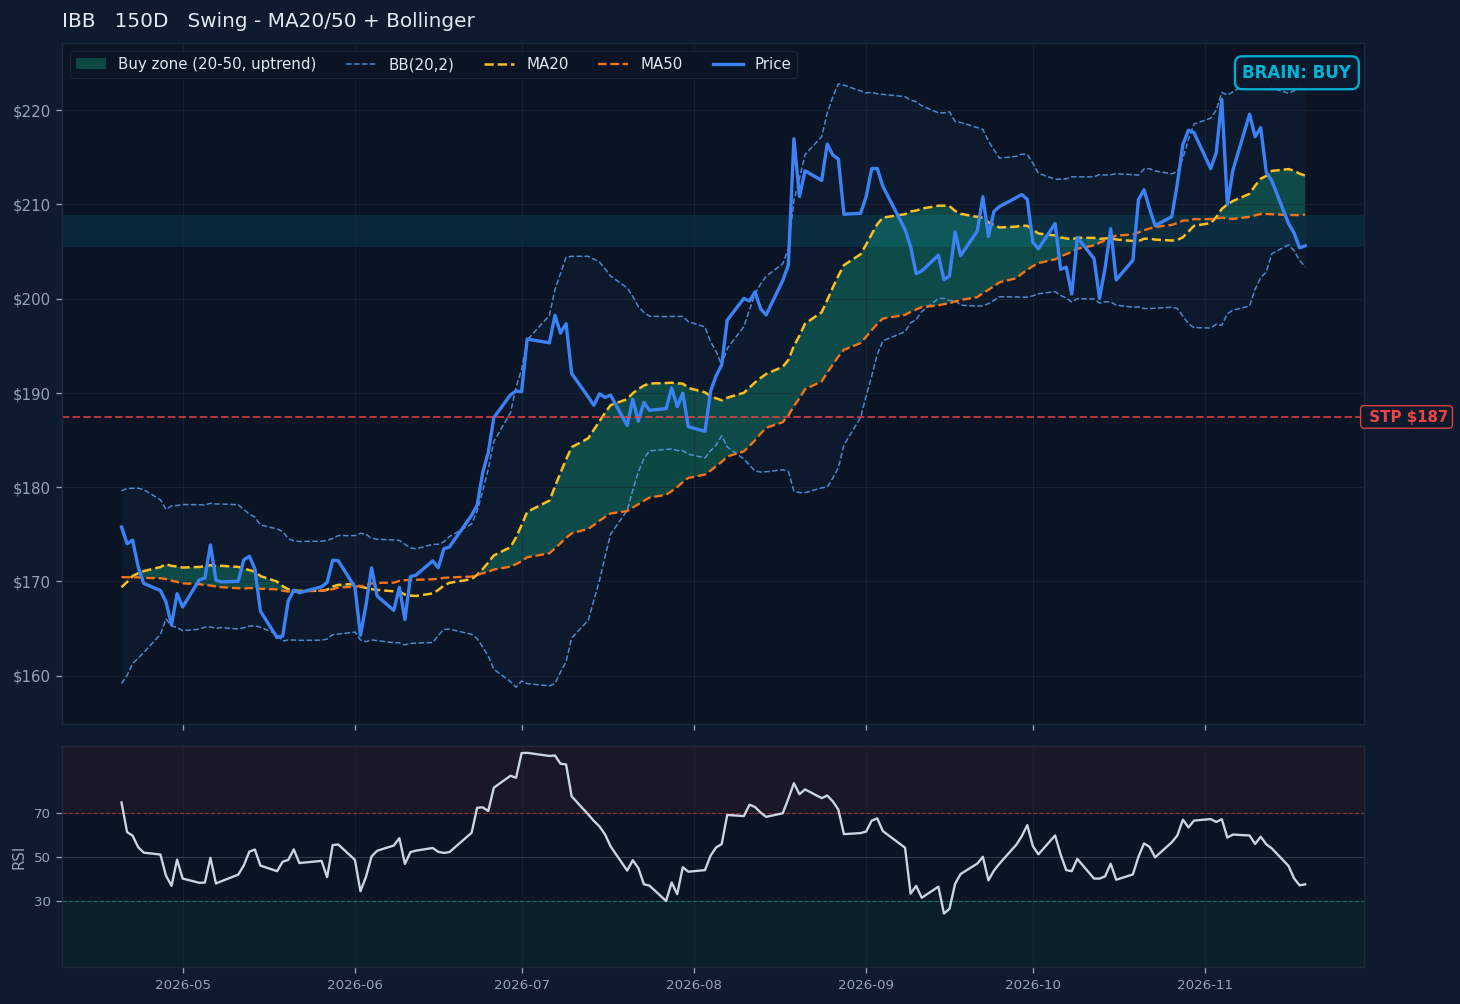 IBB   150D   Swing - MA20/50 + Bollinger
Buy zone (20-50, uptrend)   BB(20,2)   MA20   MA50   Price
BRAIN: BUY
$220
$210
$200
$190
STP $187
$180
$170
$160
RSI
70
50
30
2026-05   2026-06   2026-07   2026-08   2026-09   2026-10   2026-11